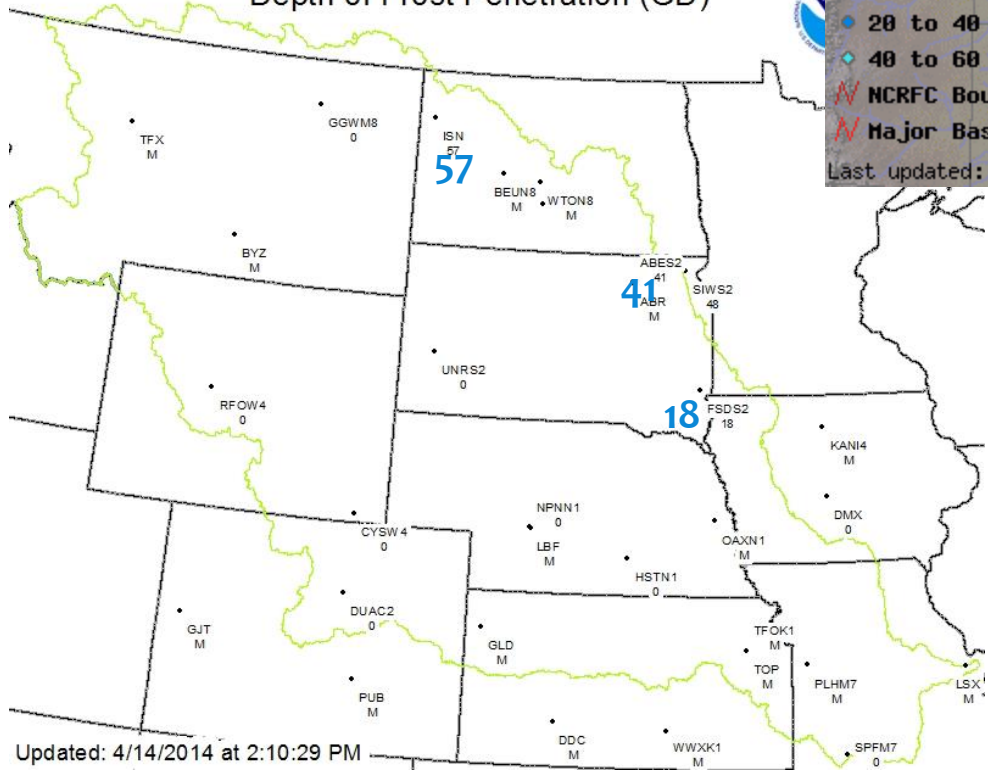 Depth of Frost Penetration (GD)
20 to 40
40 to 60
NCRFC Bou
Major Bas
Last updated:
TFX
M
GGWM8
0
ISN
57
57
BEUN8
M
WTON8
M
BYZ
M
ABES2
41
41
ABR
M
SIWS2
48
UNRS2
0
RFOW4
0
18
FSDS2
18
KANI4
M
NPNN1
0
LBF
M
DMX
0
OAXN1
M
CYSW4
0
HSTN1
0
DUAC2
0
GJT
M
GLD
M
TFOK1
M
TOP
M
PLHM7
M
LSX
M
PUB
M
DDC
M
WWXK1
M
SPFM7
0
Updated: 4/14/2014 at 2:10:29 PM